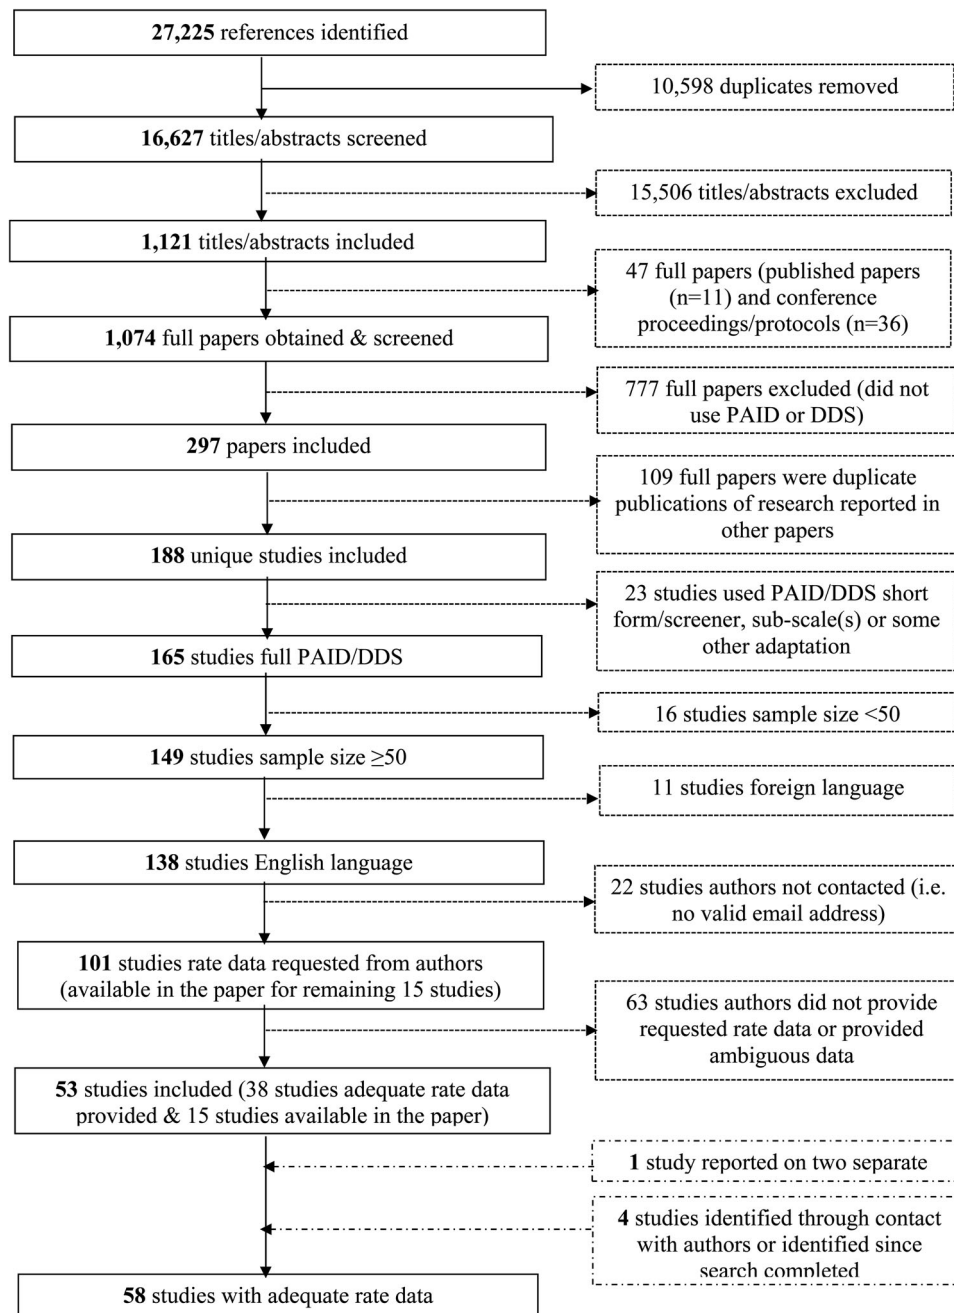 27,225 references identified
10,598 duplicates removed
16,627 titles/abstracts screened
15,506 titles/abstracts excluded
1,121 titles/abstracts included
47 full papers (published papers
(n=11) and conference
proceedings/protocols (n=36)
1,074 full papers obtained & screened
777 full papers excluded (did not
use PAID or DDS)
297 papers included
109 full papers were duplicate
publications of research reported in
other papers
188 unique studies included
23 studies used PAID/DDS short
form/screener, sub-scale(s) or some
other adaptation
165 studies full PAID/DDS
16 studies sample size <50
149 studies sample size ≥50
11 studies foreign language
138 studies English language
22 studies authors not contacted (i.e.
no valid email address)
101 studies rate data requested from authors
(available in the paper for remaining 15 studies)
63 studies authors did not provide
requested rate data or provided
ambiguous data
53 studies included (38 studies adequate rate data
provided & 15 studies available in the paper)
1 study reported on two separate
4 studies identified through contact
with authors or identified since
search completed
58 studies with adequate rate data